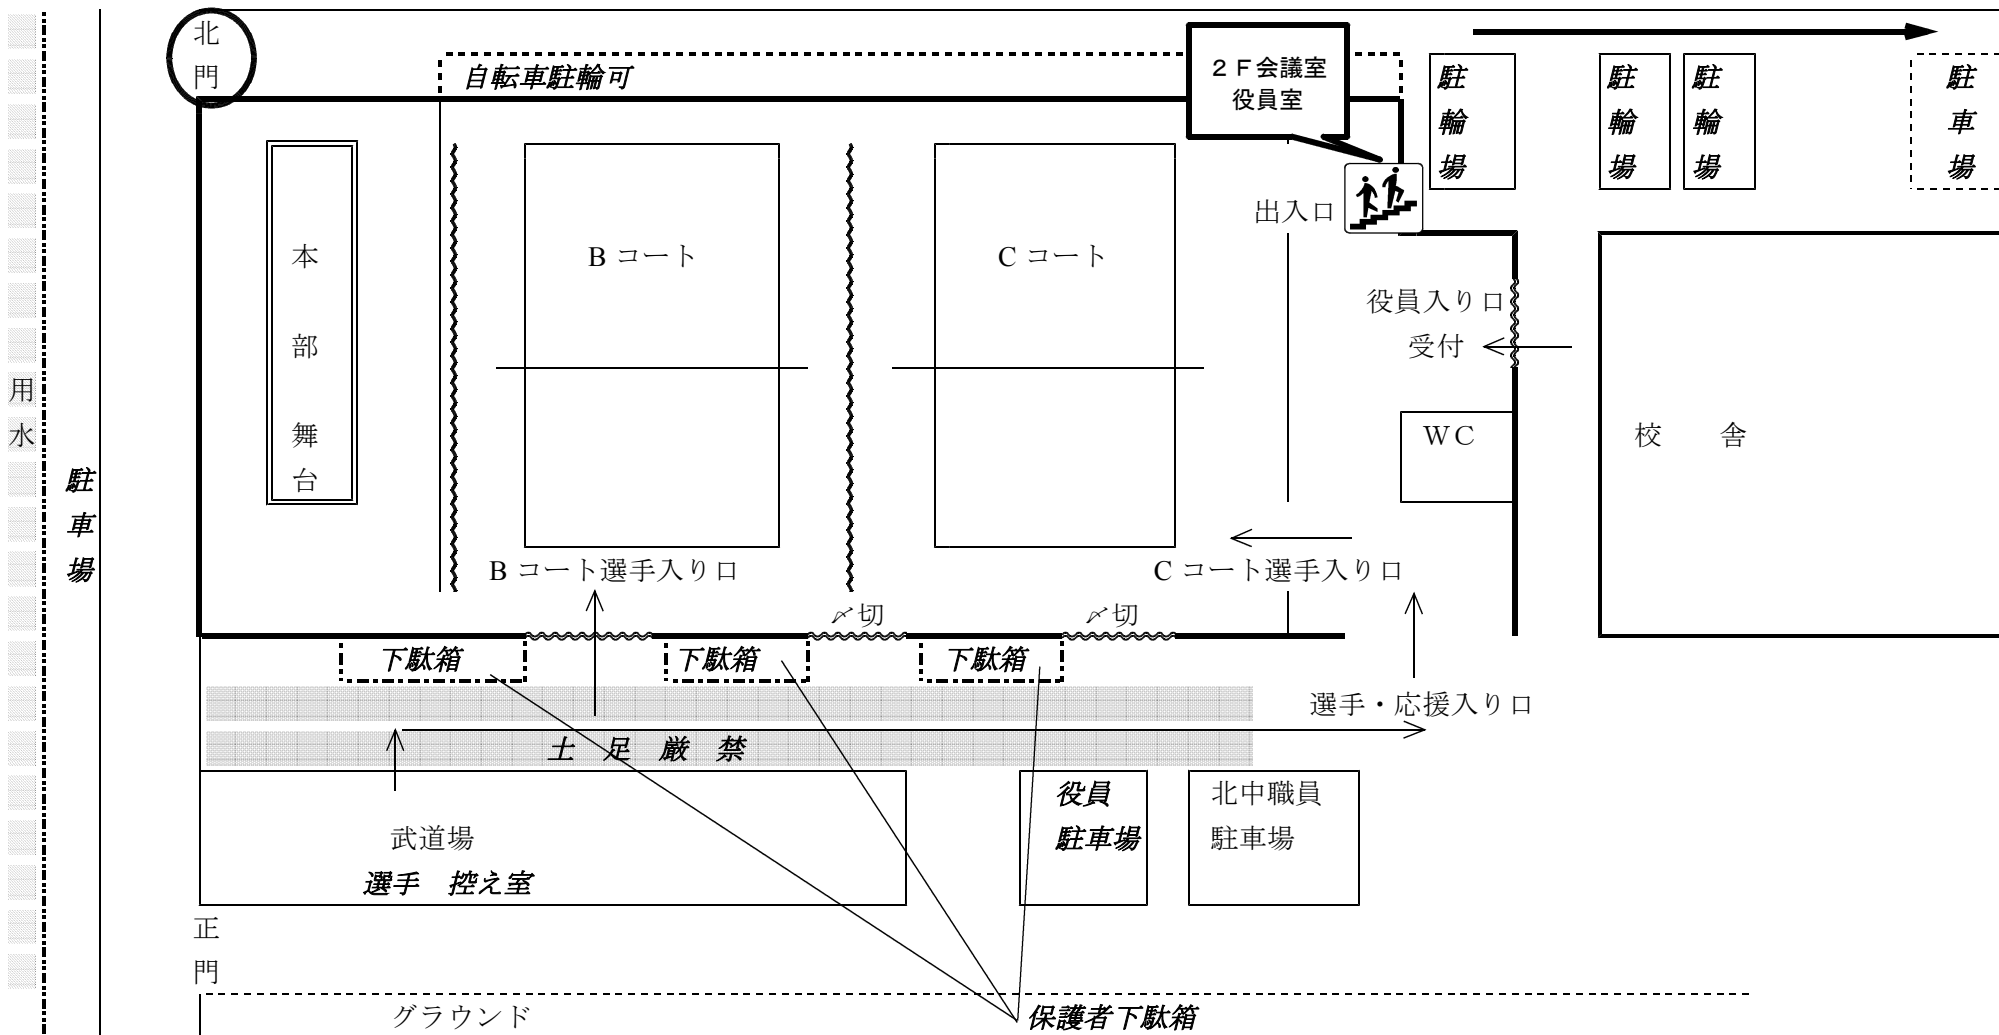 北門
自転車駐輪可
２Ｆ会議室
役員室
駐輪場
駐輪場
駐輪場
駐車場
出入口
本部舞台
B コート
C コート
役員入り口
受付
用水
駐車場
ＷＣ
校　舎
B コート選手入り口
C コート選手入り口
〆切
〆切
下駄箱
下駄箱
下駄箱
選手・応援入り口
土　足　厳　禁
武道場
選手　控え室
役員
駐車場
北中職員
駐車場
正門
グラウンド
保護者下駄箱